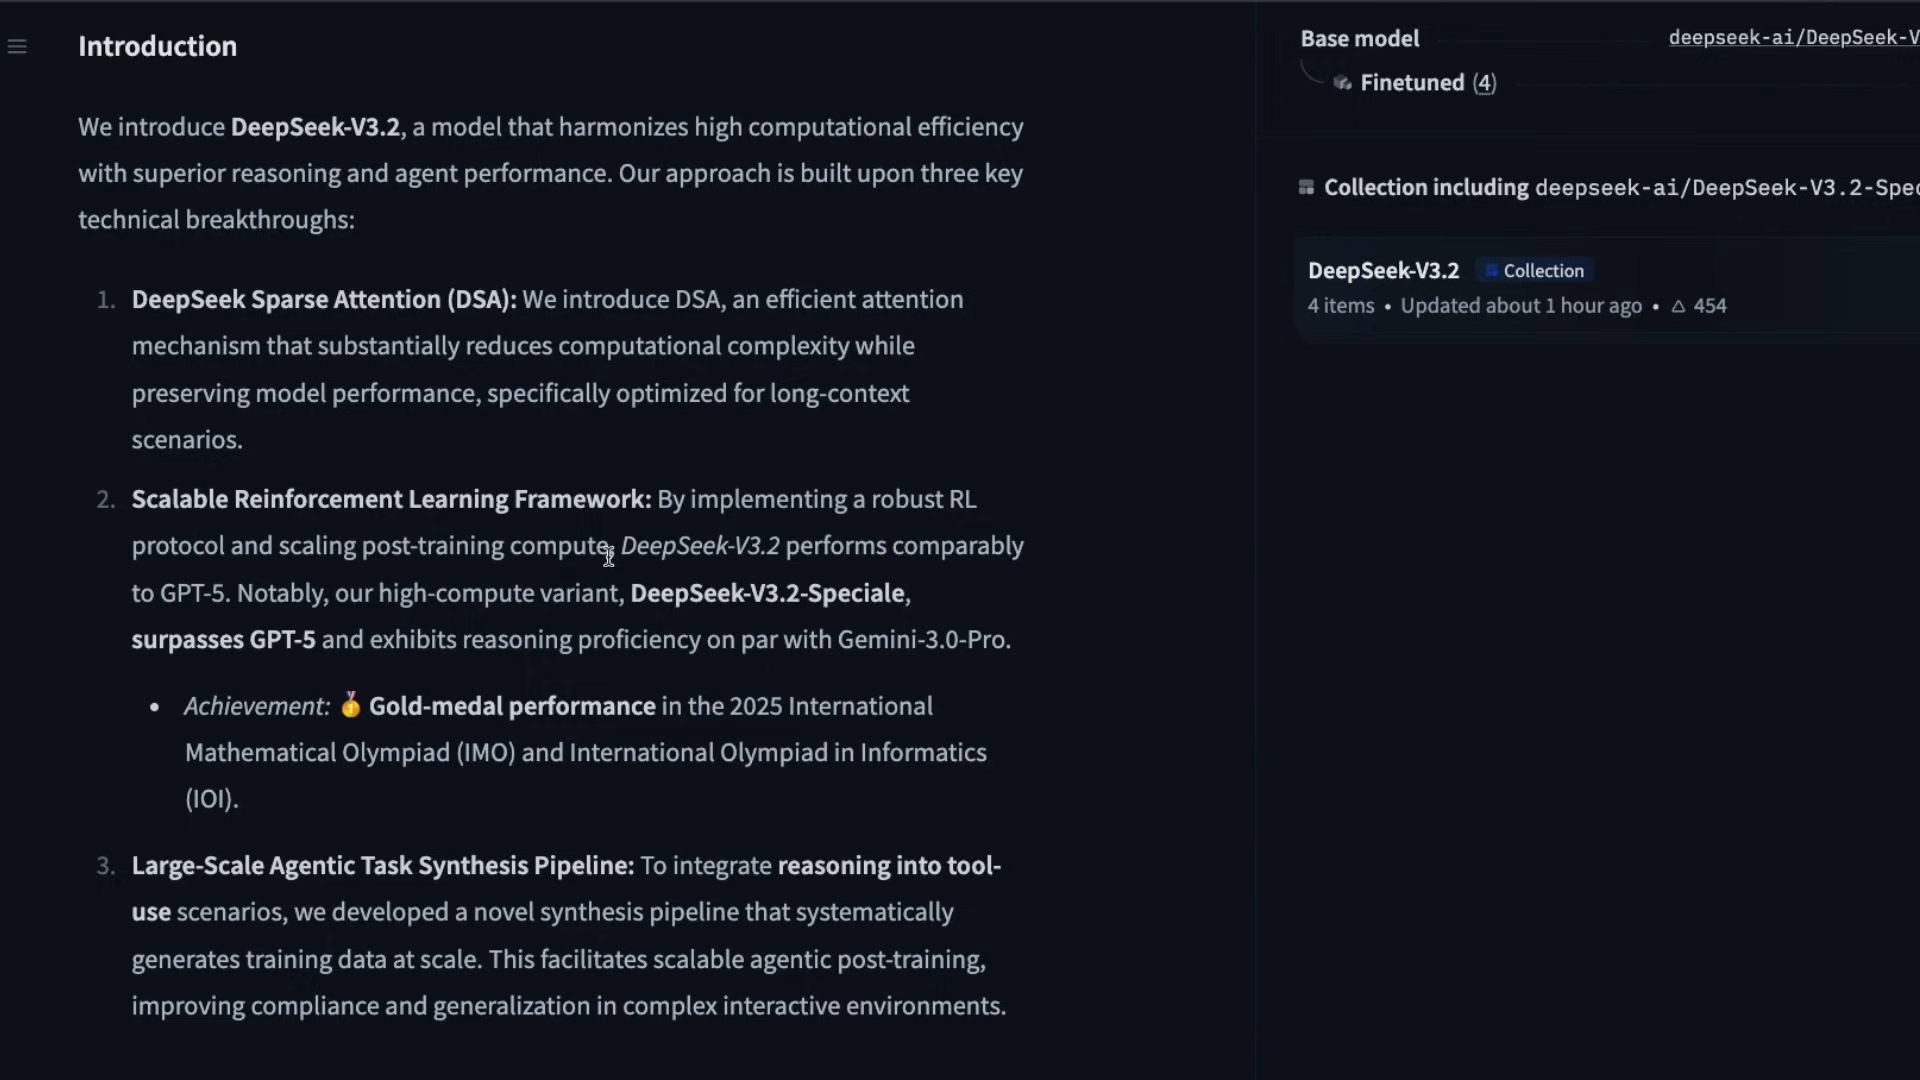 Introduction
We introduce DeepSeek-V3.2, a model that harmonizes high computational efficiency
with superior reasoning and agent performance. Our approach is built upon three key
technical breakthroughs:
1. DeepSeek Sparse Attention (DSA): We introduce DSA, an efficient attention
mechanism that substantially reduces computational complexity while
preserving model performance, specifically optimized for long-context
scenarios.
2. Scalable Reinforcement Learning Framework: By implementing a robust RL
protocol and scaling post-training compute, DeepSeek-V3.2 performs comparably
to GPT-5. Notably, our high-compute variant, DeepSeek-V3.2-Speciale,
surpasses GPT-5 and exhibits reasoning proficiency on par with Gemini-3.0-Pro.
• Achievement: 🥇 Gold-medal performance in the 2025 International
Mathematical Olympiad (IMO) and International Olympiad in Informatics
(IOI).
3. Large-Scale Agentic Task Synthesis Pipeline: To integrate reasoning into tool-
use scenarios, we developed a novel synthesis pipeline that systematically
generates training data at scale. This facilitates scalable agentic post-training,
improving compliance and generalization in complex interactive environments.
Base model deepseek-ai/DeepSeek-V
Finetuned (4)
Collection including deepseek-ai/DeepSeek-V3.2-Spec
DeepSeek-V3.2 Collection
4 items • Updated about 1 hour ago • △ 454